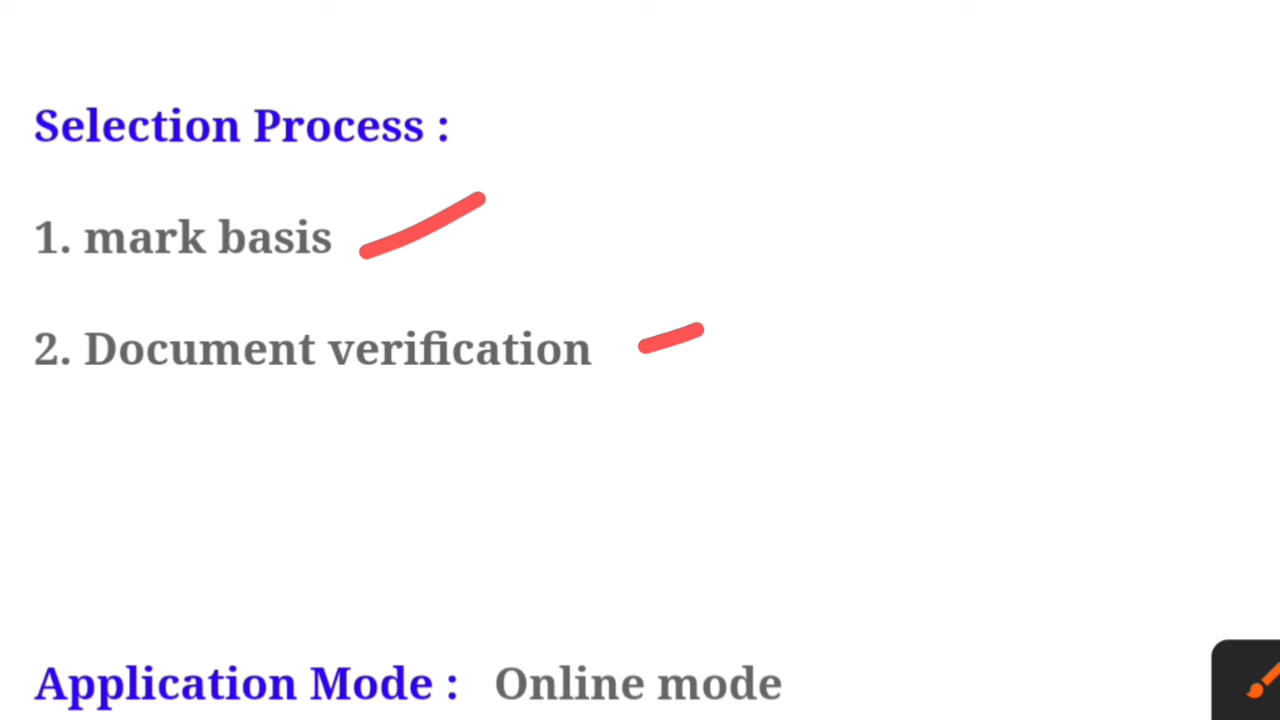 Selection Process :
1. mark basis
2. Document verification
Application Mode : Online mode